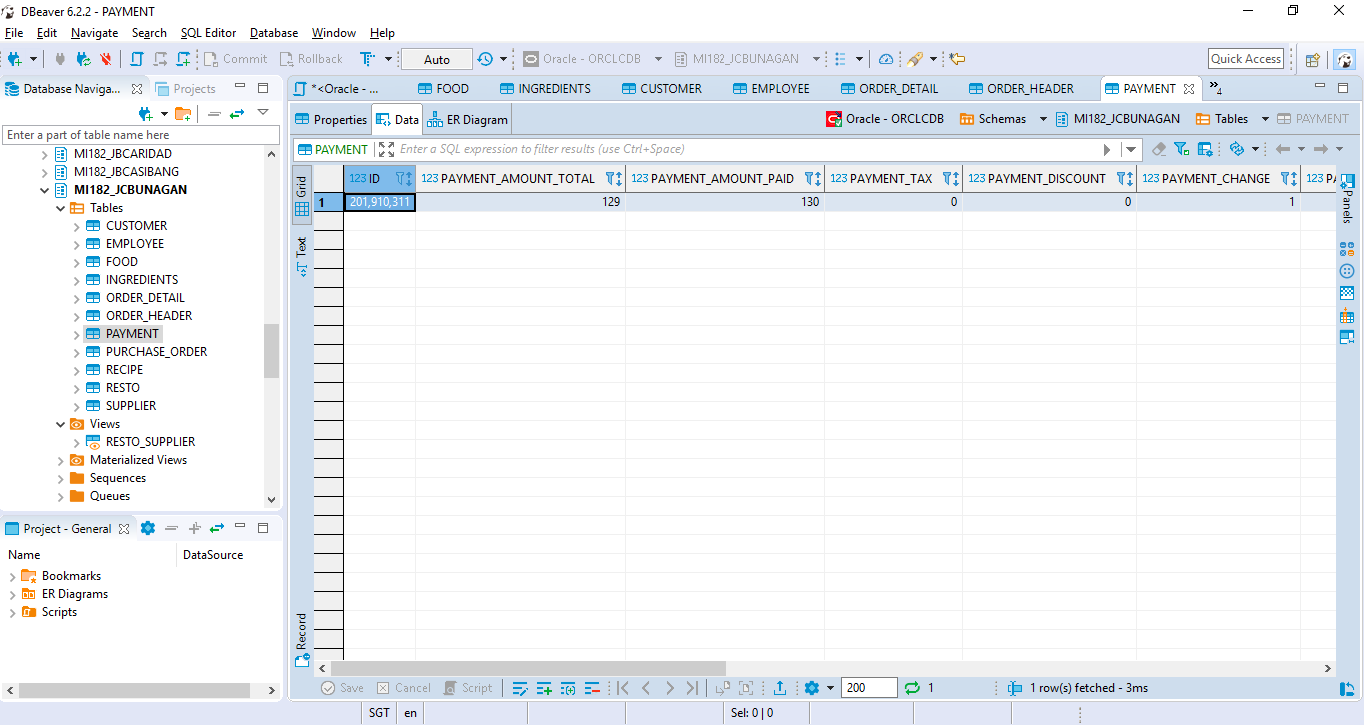 DBeaver 6.2.2 - PAYMENT
File Edit Navigate Search SQL Editor Database Window Help
Commit Rollback Auto Oracle - ORCLCDB MI182_JCBUNAGAN Quick Access
Database Naviga... Projects
*<Oracle - ... FOOD INGREDIENTS CUSTOMER EMPLOYEE ORDER_DETAIL ORDER_HEADER PAYMENT »4
Properties Data ER Diagram Oracle - ORCLCDB Schemas MI182_JCBUNAGAN Tables PAYMENT
Enter a part of table name here
PAYMENT Enter a SQL expression to filter results (use Ctrl+Space)
MI182_JBCARIDAD
MI182_JCASIBANG
MI182_JCBUNAGAN
Tables
CUSTOMER
EMPLOYEE
FOOD
INGREDIENTS
ORDER_DETAIL
ORDER_HEADER
PAYMENT
PURCHASE_ORDER
RECIPE
RESTO
SUPPLIER
Views
RESTO_SUPPLIER
Materialized Views
Sequences
Queues
Grid
Text
Record
123 ID 123 PAYMENT_AMOUNT_TOTAL 123 PAYMENT_AMOUNT_PAID 123 PAYMENT_TAX 123 PAYMENT_DISCOUNT 123 PAYMENT_CHANGE 123 PA
1 201,910,311 129 130 0 0 1
Panels
Project - General
Name DataSource
Bookmarks
ER Diagrams
Scripts
Save Cancel Script 200 1 1 row(s) fetched - 3ms
SGT en Sel: 0 | 0